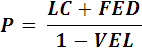 P = (LC + FED) / (1 − VEL)